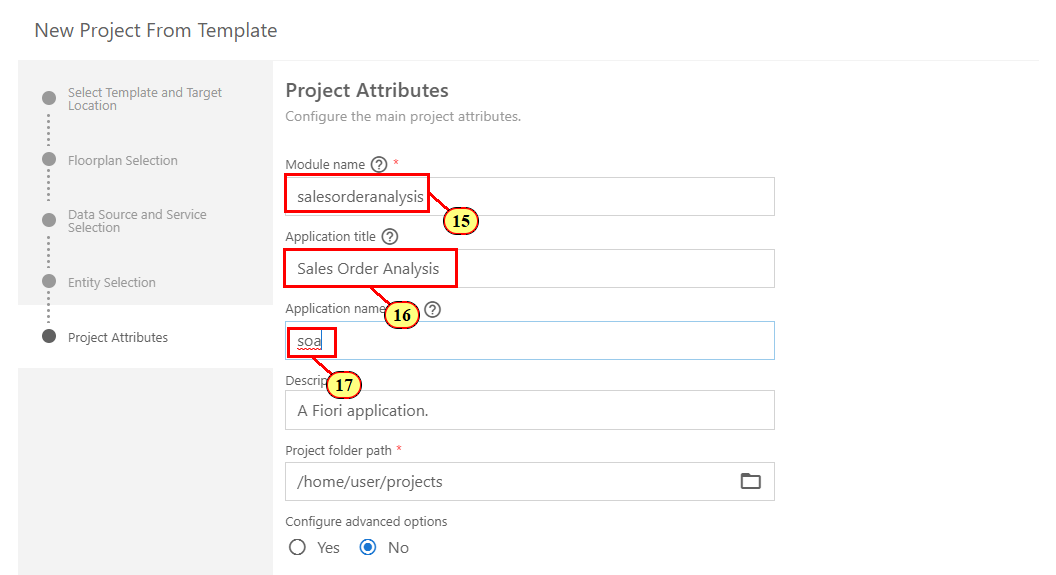 New Project From Template
Select Template and Target
Location
Floorplan Selection
Data Source and Service
Selection
Entity Selection
Project Attributes
Project Attributes
Configure the main project attributes.
Module name ? *
salesorderanalysis
15
Application title ?
Sales Order Analysis
Application name ?
16
soa
17
A Fiori application.
Project folder path *
/home/user/projects
Configure advanced options
Yes No